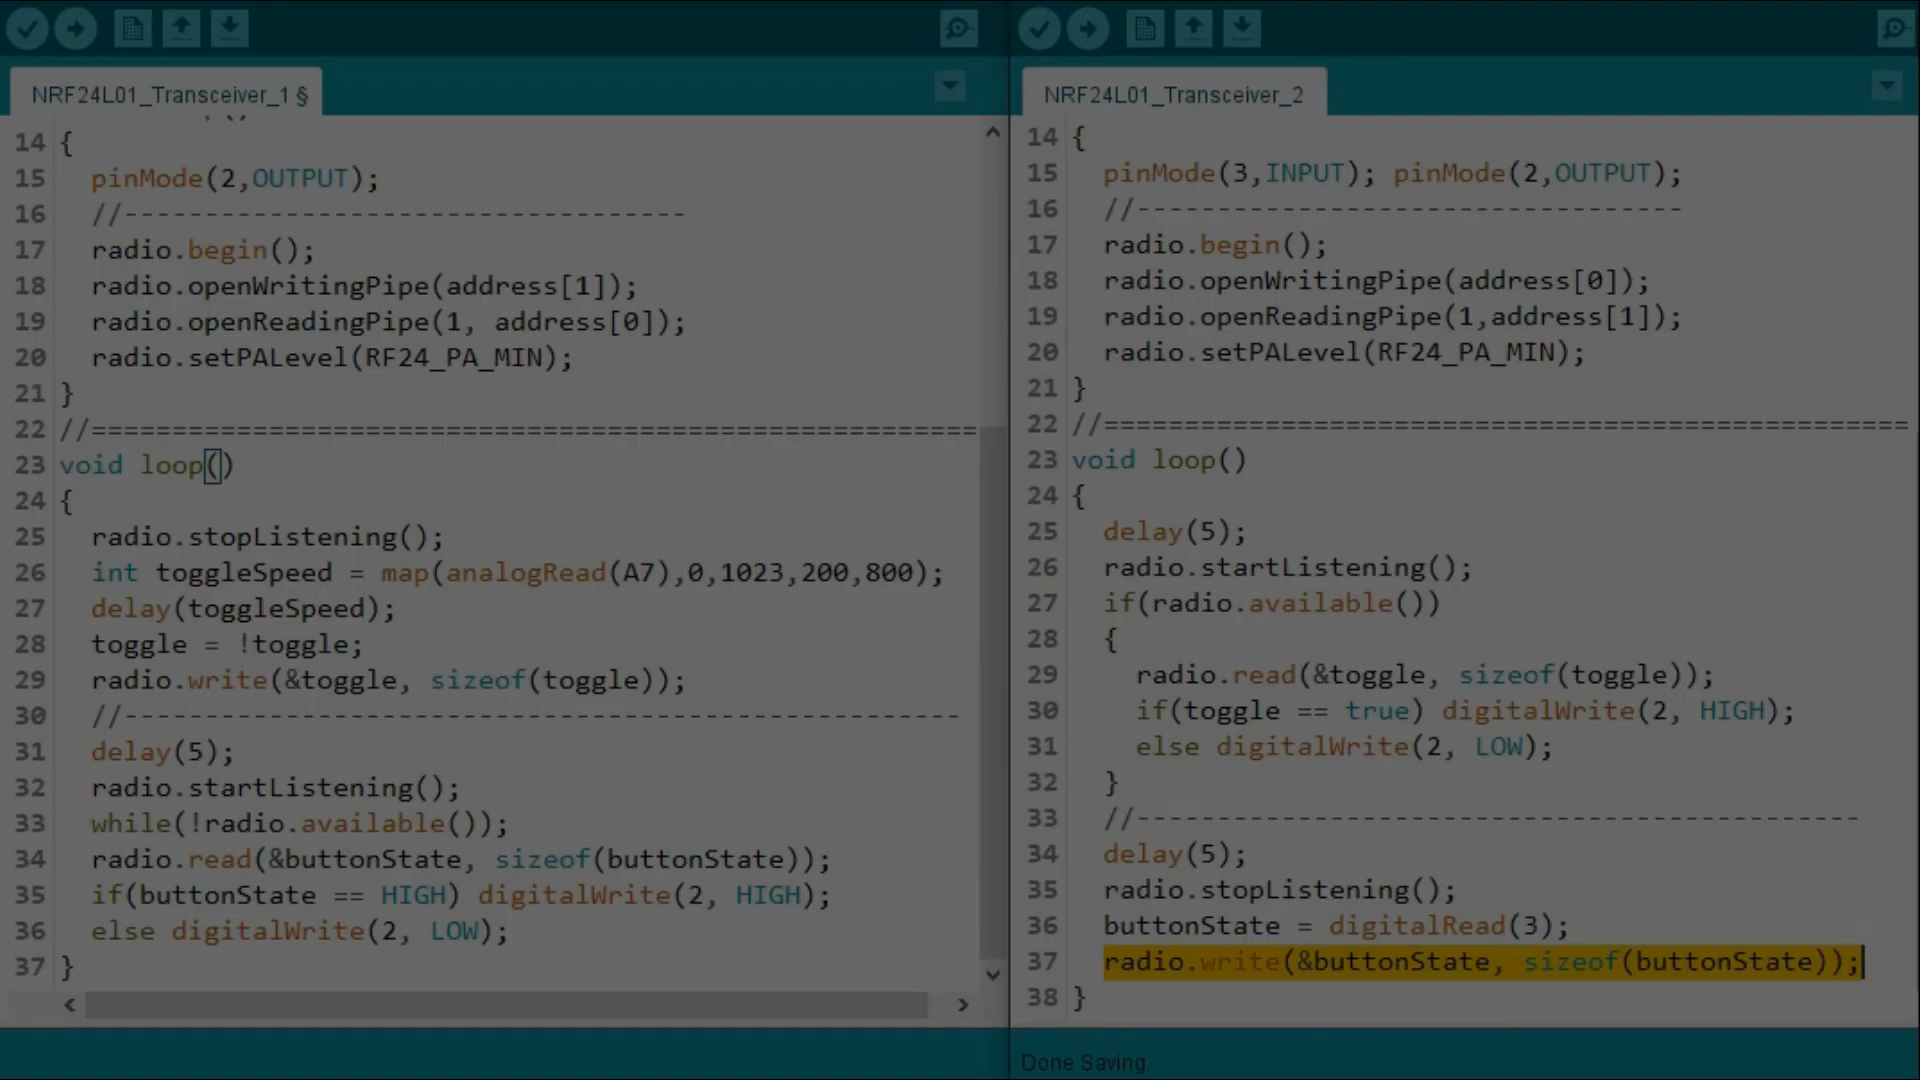 NRF24L01_Transceiver_1 §
14 {
15 pinMode(2,OUTPUT);
16 //-----------------------------------
17 radio.begin();
18 radio.openWritingPipe(address[1]);
19 radio.openReadingPipe(1, address[0]);
20 radio.setPALevel(RF24_PA_MIN);
21 }
22 //=======================================================
23 void loop()
24 {
25 radio.stopListening();
26 int toggleSpeed = map(analogRead(A7),0,1023,200,800);
27 delay(toggleSpeed);
28 toggle = !toggle;
29 radio.write(&toggle, sizeof(toggle));
30 //----------------------------------------------------
31 delay(5);
32 radio.startListening();
33 while(!radio.available());
34 radio.read(&buttonState, sizeof(buttonState));
35 if(buttonState == HIGH) digitalWrite(2, HIGH);
36 else digitalWrite(2, LOW);
37 }
NRF24L01_Transceiver_2
14 {
15 pinMode(3,INPUT); pinMode(2,OUTPUT);
16 //----------------------------------
17 radio.begin();
18 radio.openWritingPipe(address[0]);
19 radio.openReadingPipe(1,address[1]);
20 radio.setPALevel(RF24_PA_MIN);
21 }
22 //==================================================
23 void loop()
24 {
25 delay(5);
26 radio.startListening();
27 if(radio.available())
28 {
29 radio.read(&toggle, sizeof(toggle));
30 if(toggle == true) digitalWrite(2, HIGH);
31 else digitalWrite(2, LOW);
32 }
33 //---------------------------------------------
34 delay(5);
35 radio.stopListening();
36 buttonState = digitalRead(3);
37 radio.write(&buttonState, sizeof(buttonState));
38 }
Done Saving.